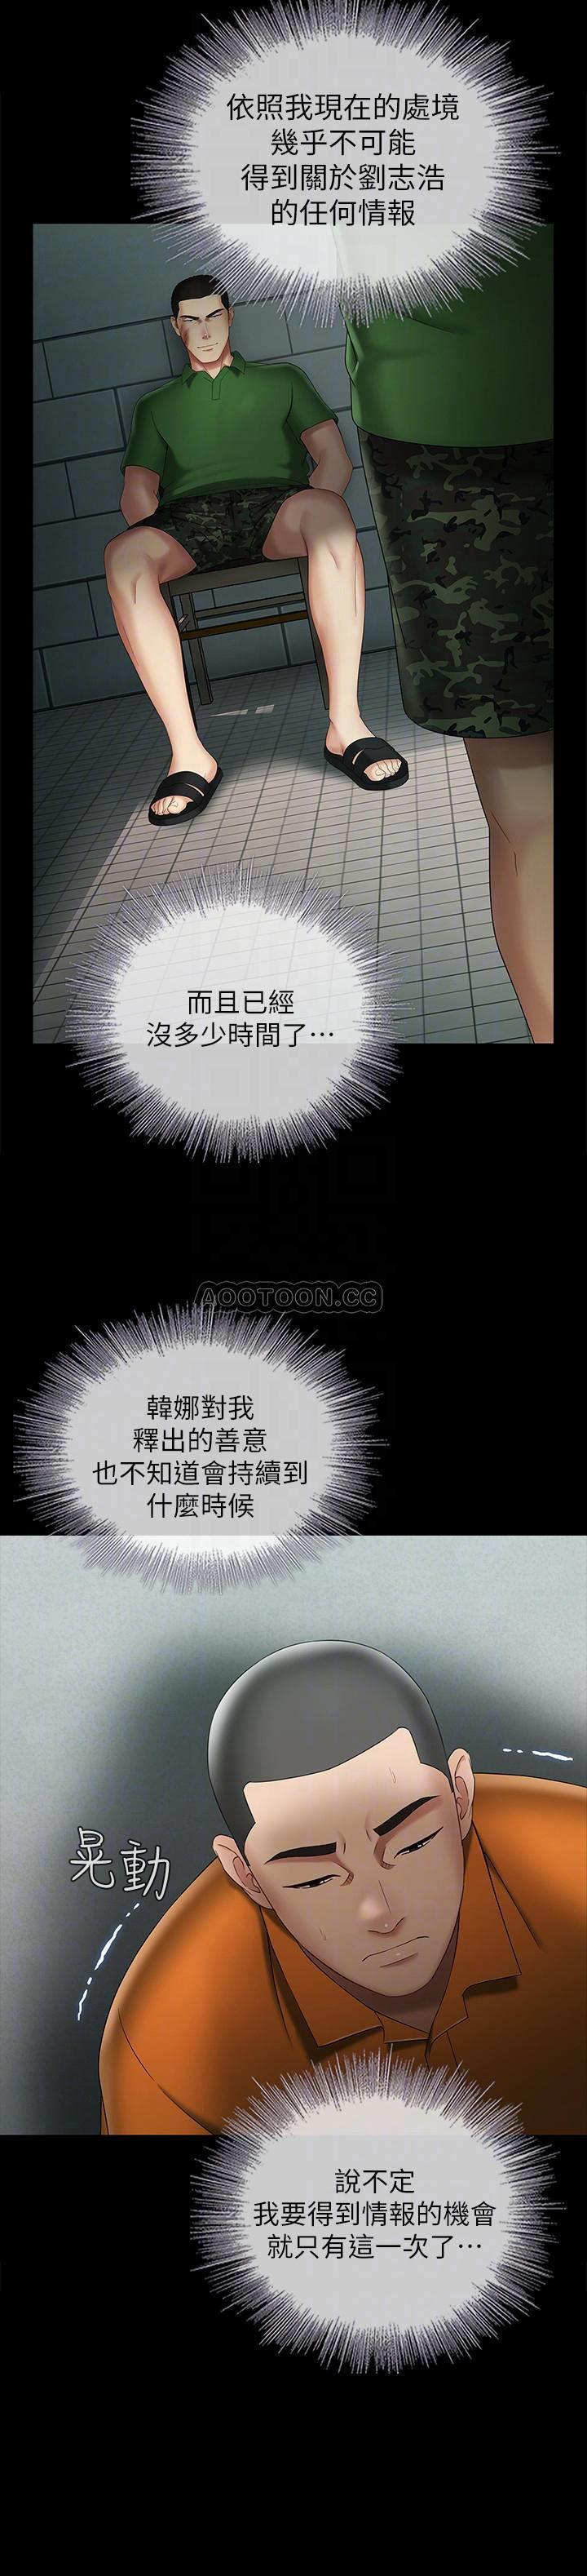 依照我現在的處境
幾乎不可能
得到關於劉志浩
的任何情報
而且已經
沒多少時間了⋯
AOOTOON.CC
韓娜對我
釋出的善意
也不知道會持續到
什麼時候
晃動
說不定
我要得到情報的機會
就只有這一次了⋯